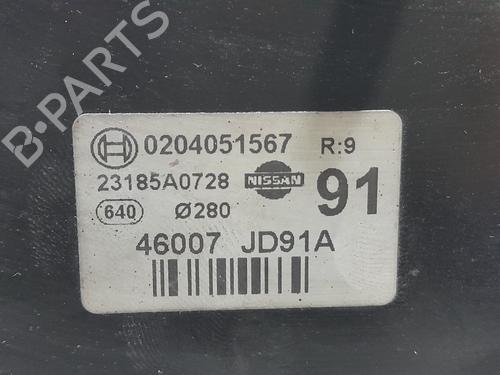 0204051567 R:9
23185A0728 NISSAN 91
640 Ø280
46007 JD91A
B-PARTS